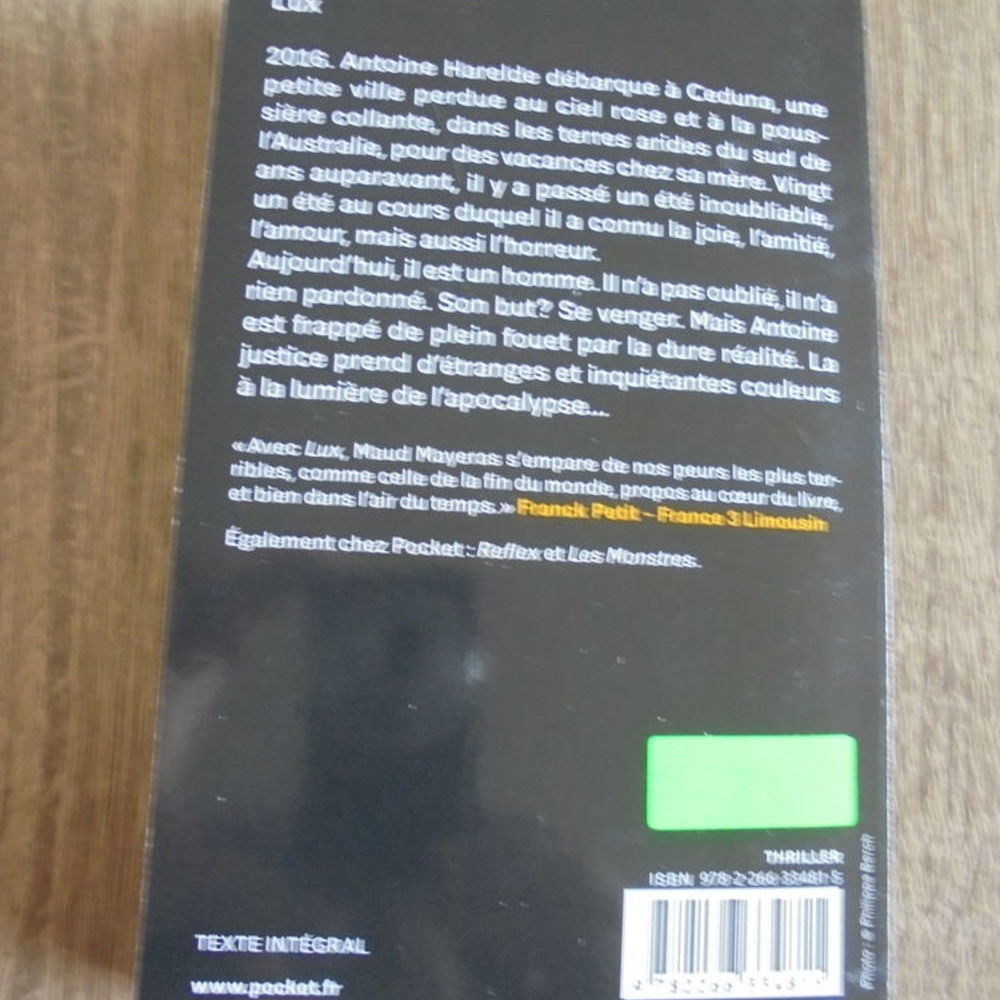 Lux
2016. Antoine Harelde débarque à Ceduna, une
petite ville perdue au ciel rose et à la pous-
sière collante, dans les terres arides du sud de
l'Australie, pour des vacances chez sa mère. Vingt
ans auparavant, il y a passé un été inoubliable,
un été au cours duquel il a connu la joie, l'amitié,
l'amour, mais aussi l'horreur.
Aujourd'hui, il est un homme. Il n'a pas oublié, il n'a
rien pardonné. Son but? Se venger. Mais Antoine
est frappé de plein fouet par la dure réalité. La
justice prend d'étranges et inquiétantes couleurs
à la lumière de l'apocalypse...
« Avec Lux, Maud Mayeras s'empare de nos peurs les plus ter-
ribles, comme celle de la fin du monde, propos au cœur du livre,
et bien dans l'air du temps. » Franck Petit - France 3 Limousin
Également chez Pocket : Reflex et Les Monstres.
THRILLER
ISBN 978-2-266-33481-5
TEXTE INTÉGRAL
www.pocket.fr
Photo : ©